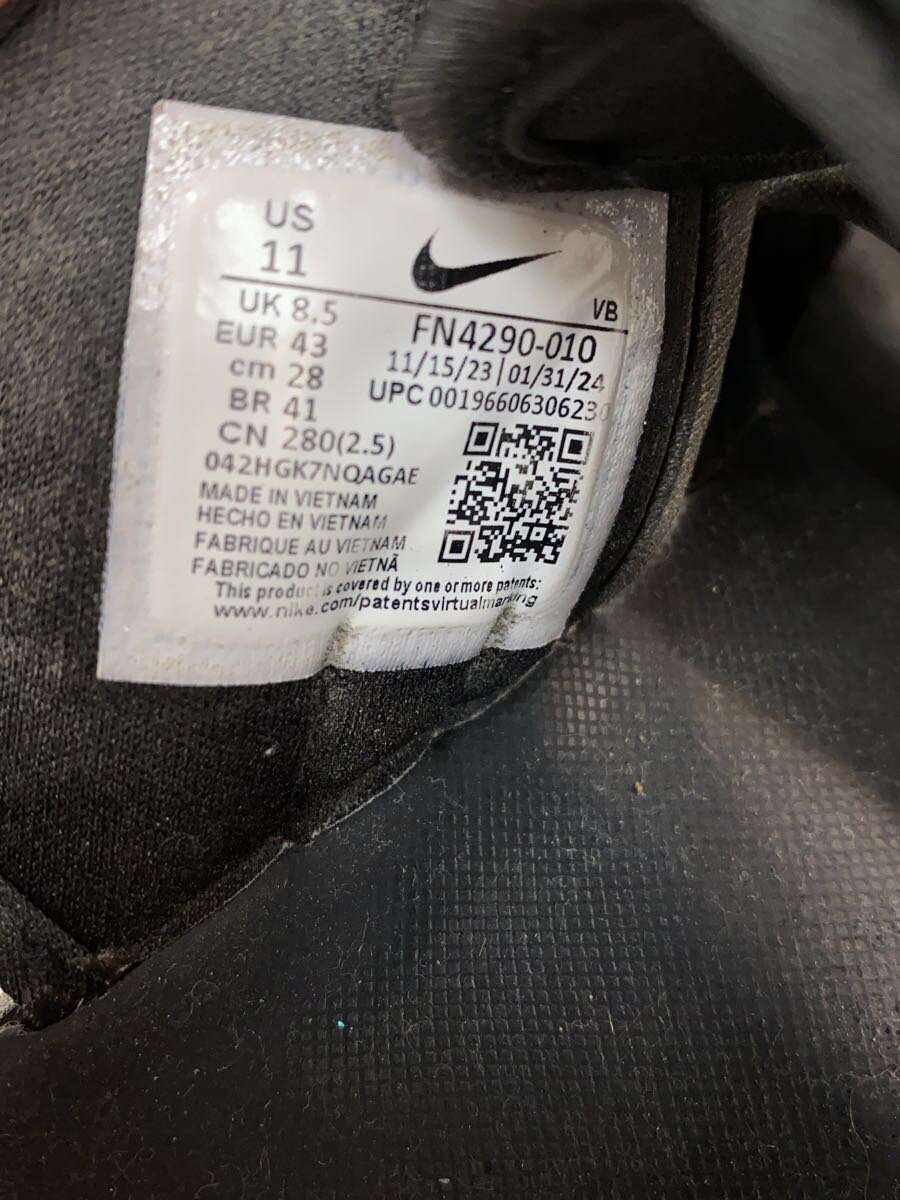 US
11
VB
UK 8.5
EUR 43
cm 28
BR 41
CN 280(2.5)
FN4290-010
11/15/23 | 01/31/24
UPC 00196606306230
042HGK7NQAGAE
MADE IN VIETNAM
HECHO EN VIETNAM
FABRIQUE AU VIETNAM
FABRICADO NO VIETNÃ
This product is covered by one or more patents:
www.nike.com/patentsvirtualmarking